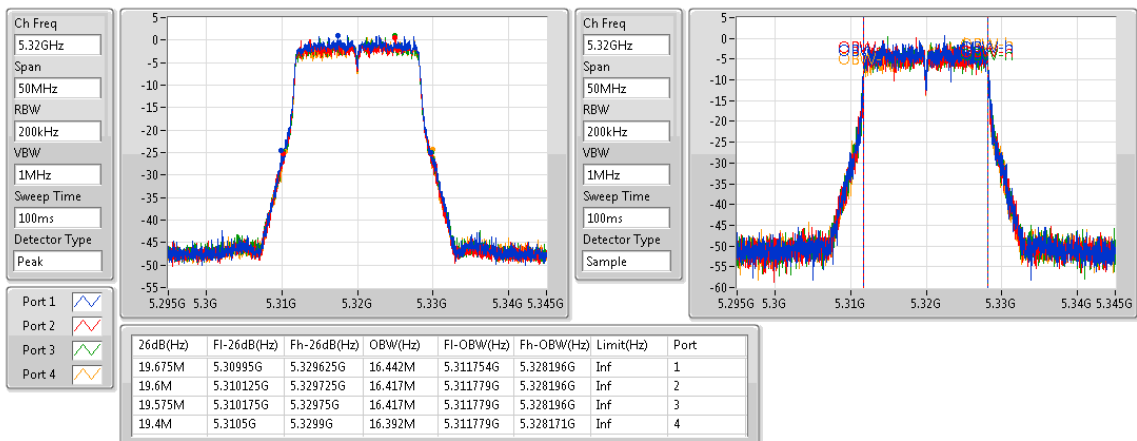 Ch Freq
5.32GHz
Span
50MHz
RBW
200kHz
VBW
1MHz
Sweep Time
100ms
Detector Type
Peak
5
0
-5
-10
-15
-20
-25
-30
-35
-40
-45
-50
-55
5.295G 5.3G 5.31G 5.32G 5.33G 5.34G 5.345G
Ch Freq
5.32GHz
Span
50MHz
RBW
200kHz
VBW
1MHz
Sweep Time
100ms
Detector Type
Sample
5
0
-5
-10
-15
-20
-25
-30
-35
-40
-45
-50
-55
-60
5.295G 5.3G 5.31G 5.32G 5.33G 5.34G 5.345G
Port 1
Port 2
Port 3
Port 4
26dB(Hz) Fl-26dB(Hz) Fh-26dB(Hz) OBW(Hz) Fl-OBW(Hz) Fh-OBW(Hz) Limit(Hz) Port
19.675M 5.30995G 5.329625G 16.442M 5.311754G 5.328196G Inf 1
19.6M 5.310125G 5.329725G 16.417M 5.311779G 5.328196G Inf 2
19.575M 5.310175G 5.32975G 16.417M 5.311779G 5.328196G Inf 3
19.4M 5.3105G 5.3299G 16.392M 5.311779G 5.328171G Inf 4